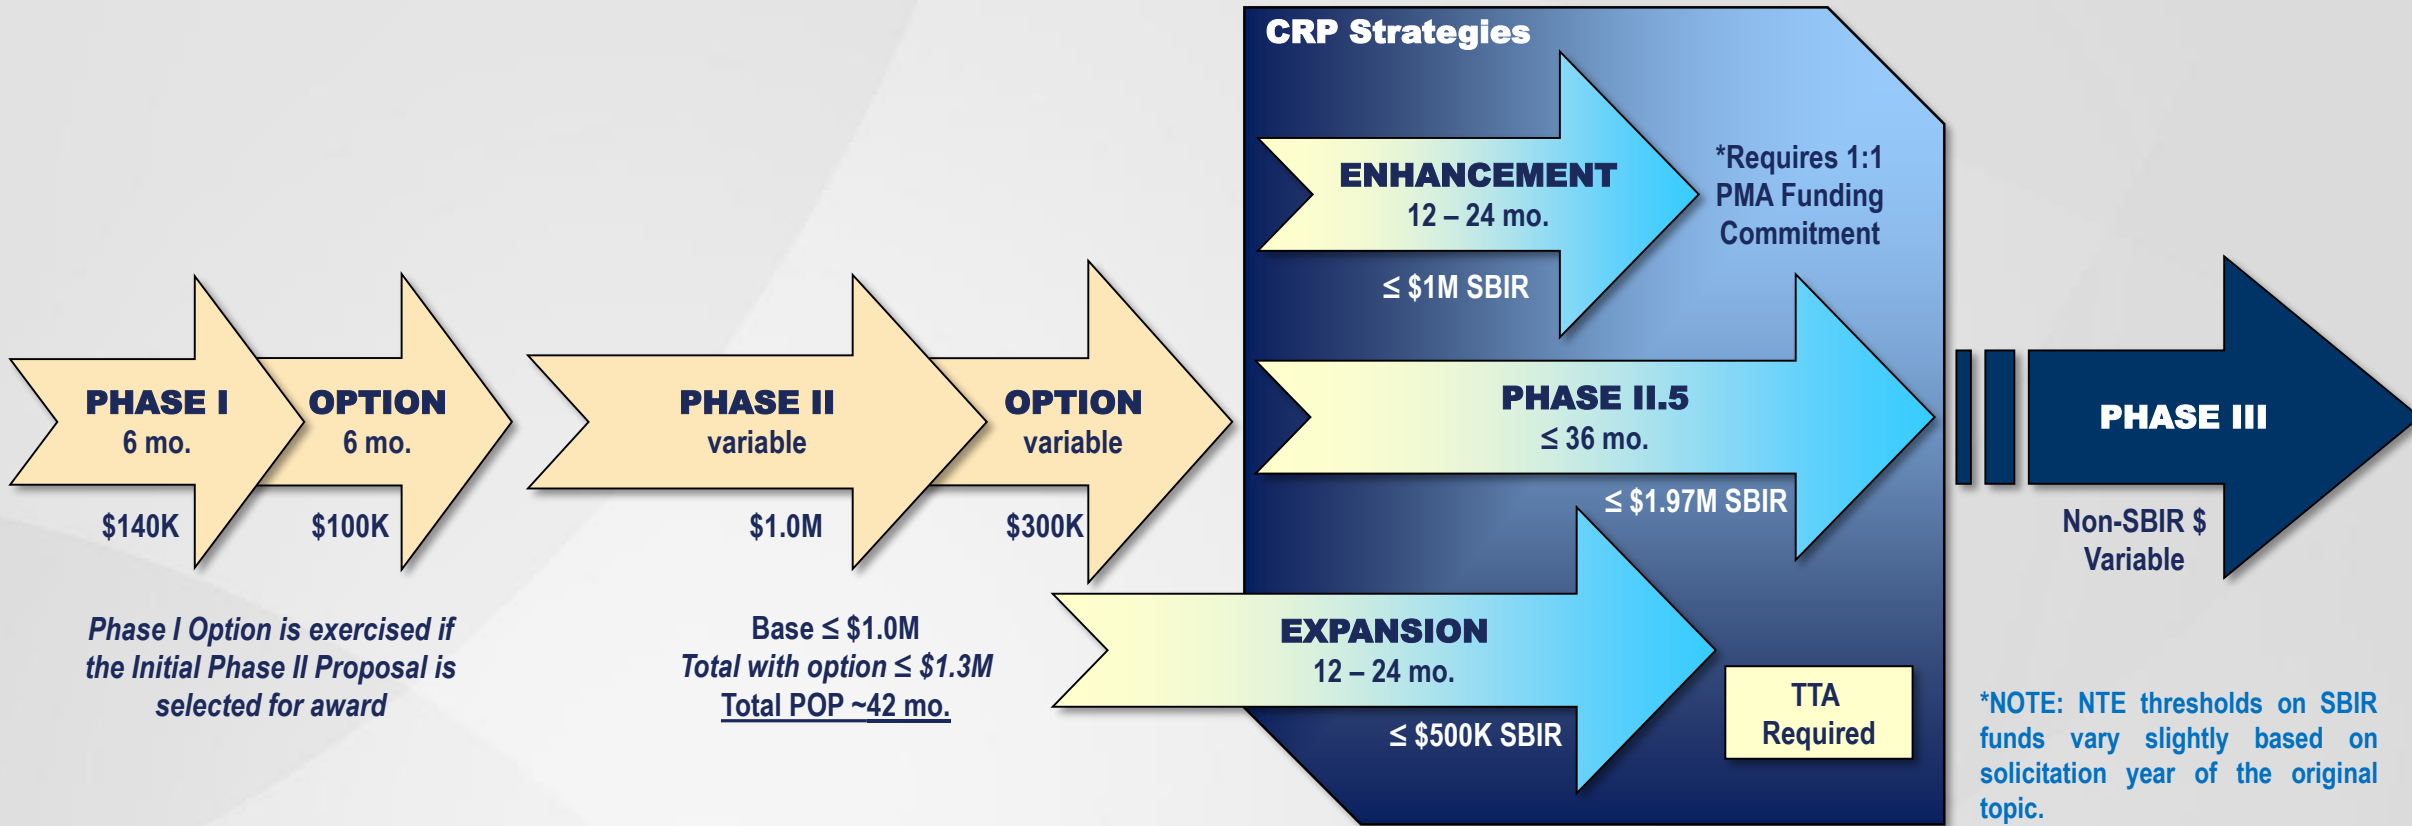 CRP Strategies
ENHANCEMENT
12 – 24 mo.
≤ $1M SBIR
*Requires 1:1
PMA Funding
Commitment
PHASE I
6 mo.
$140K
OPTION
6 mo.
$100K
Phase I Option is exercised if
the Initial Phase II Proposal is
selected for award
PHASE II
variable
$1.0M
OPTION
variable
$300K
Base ≤ $1.0M
Total with option ≤ $1.3M
Total POP ~42 mo.
PHASE II.5
≤ 36 mo.
≤ $1.97M SBIR
EXPANSION
12 – 24 mo.
≤ $500K SBIR
TTA
Required
PHASE III
Non-SBIR $
Variable
*NOTE: NTE thresholds on SBIR
funds vary slightly based on
solicitation year of the original
topic.